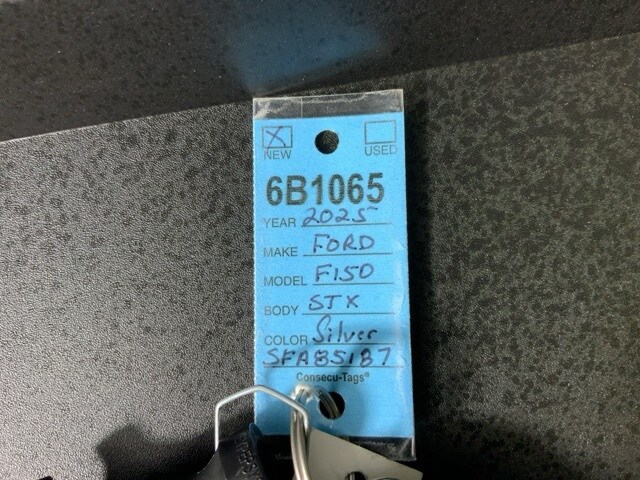 NEW USED
6B1065
YEAR 2025
MAKE FORD
MODEL F150
BODY STX
COLOR Silver
SFA85187
Consecu-Tags®